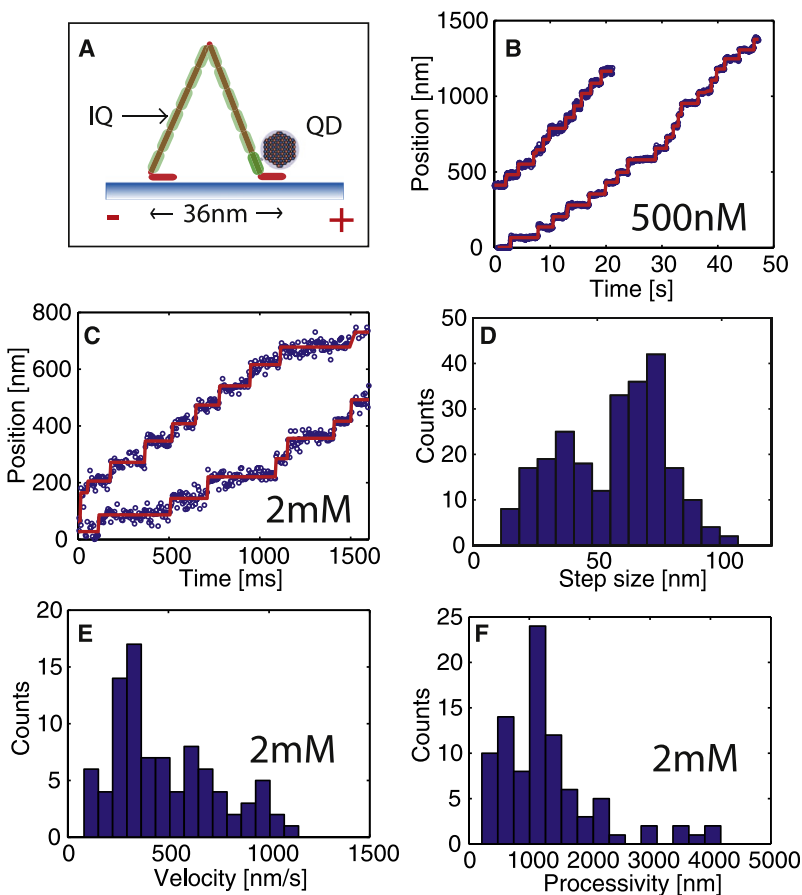 A
IQ
QD
- ← 36nm → +
B
Position [nm]
1500
1000
500
0
500nM
0 10 20 30 40 50
Time [s]
C
Position [nm]
800
600
400
200
0
2mM
0 500 1000 1500
Time [ms]
D
Counts
50
40
30
20
10
0
50 100
Step size [nm]
E
Counts
20
15
10
5
0
2mM
0 500 1000 1500
Velocity [nm/s]
F
Counts
25
20
15
10
5
0
2mM
0 1000 2000 3000 4000 5000
Processivity [nm]